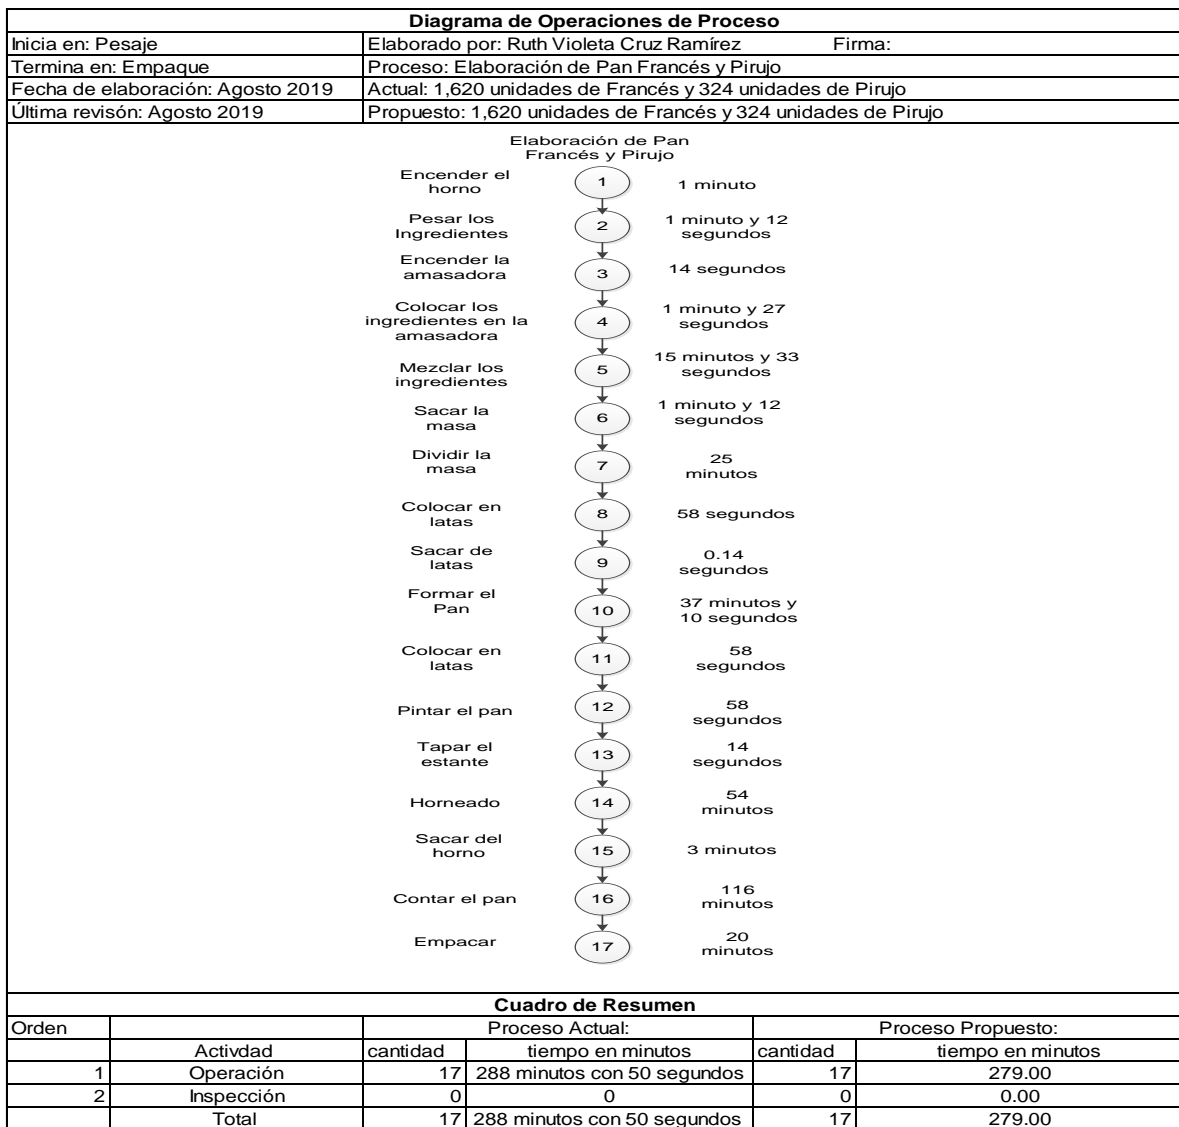 Diagrama de Operaciones de Proceso
Inicia en: Pesaje Elaborado por: Ruth Violeta Cruz Ramírez Firma:
Termina en: Empaque Proceso: Elaboración de Pan Francés y Pirujo
Fecha de elaboración: Agosto 2019 Actual: 1,620 unidades de Francés y 324 unidades de Pirujo
Última revisón: Agosto 2019 Propuesto: 1,620 unidades de Francés y 324 unidades de Pirujo
Elaboración de Pan
Francés y Pirujo
Encender el
horno
1
1 minuto
Pesar los
Ingredientes
2
1 minuto y 12
segundos
Encender la
amasadora
3
14 segundos
Colocar los
ingredientes en la
amasadora
4
1 minuto y 27
segundos
Mezclar los
ingredientes
5
15 minutos y 33
segundos
Sacar la
masa
6
1 minuto y 12
segundos
Dividir la
masa
7
25
minutos
Colocar en
latas
8
58 segundos
Sacar de
latas
9
0.14
segundos
Formar el
Pan
10
37 minutos y
10 segundos
Colocar en
latas
11
58
segundos
Pintar el pan
12
58
segundos
Tapar el
estante
13
14
segundos
Horneado
14
54
minutos
Sacar del
horno
15
3 minutos
Contar el pan
16
116
minutos
Empacar
17
20
minutos
Cuadro de Resumen
Orden Proceso Actual: Proceso Propuesto:
Activdad cantidad tiempo en minutos cantidad tiempo en minutos
1 Operación 17 288 minutos con 50 segundos 17 279.00
2 Inspección 0 0 0 0.00
Total 17 288 minutos con 50 segundos 17 279.00